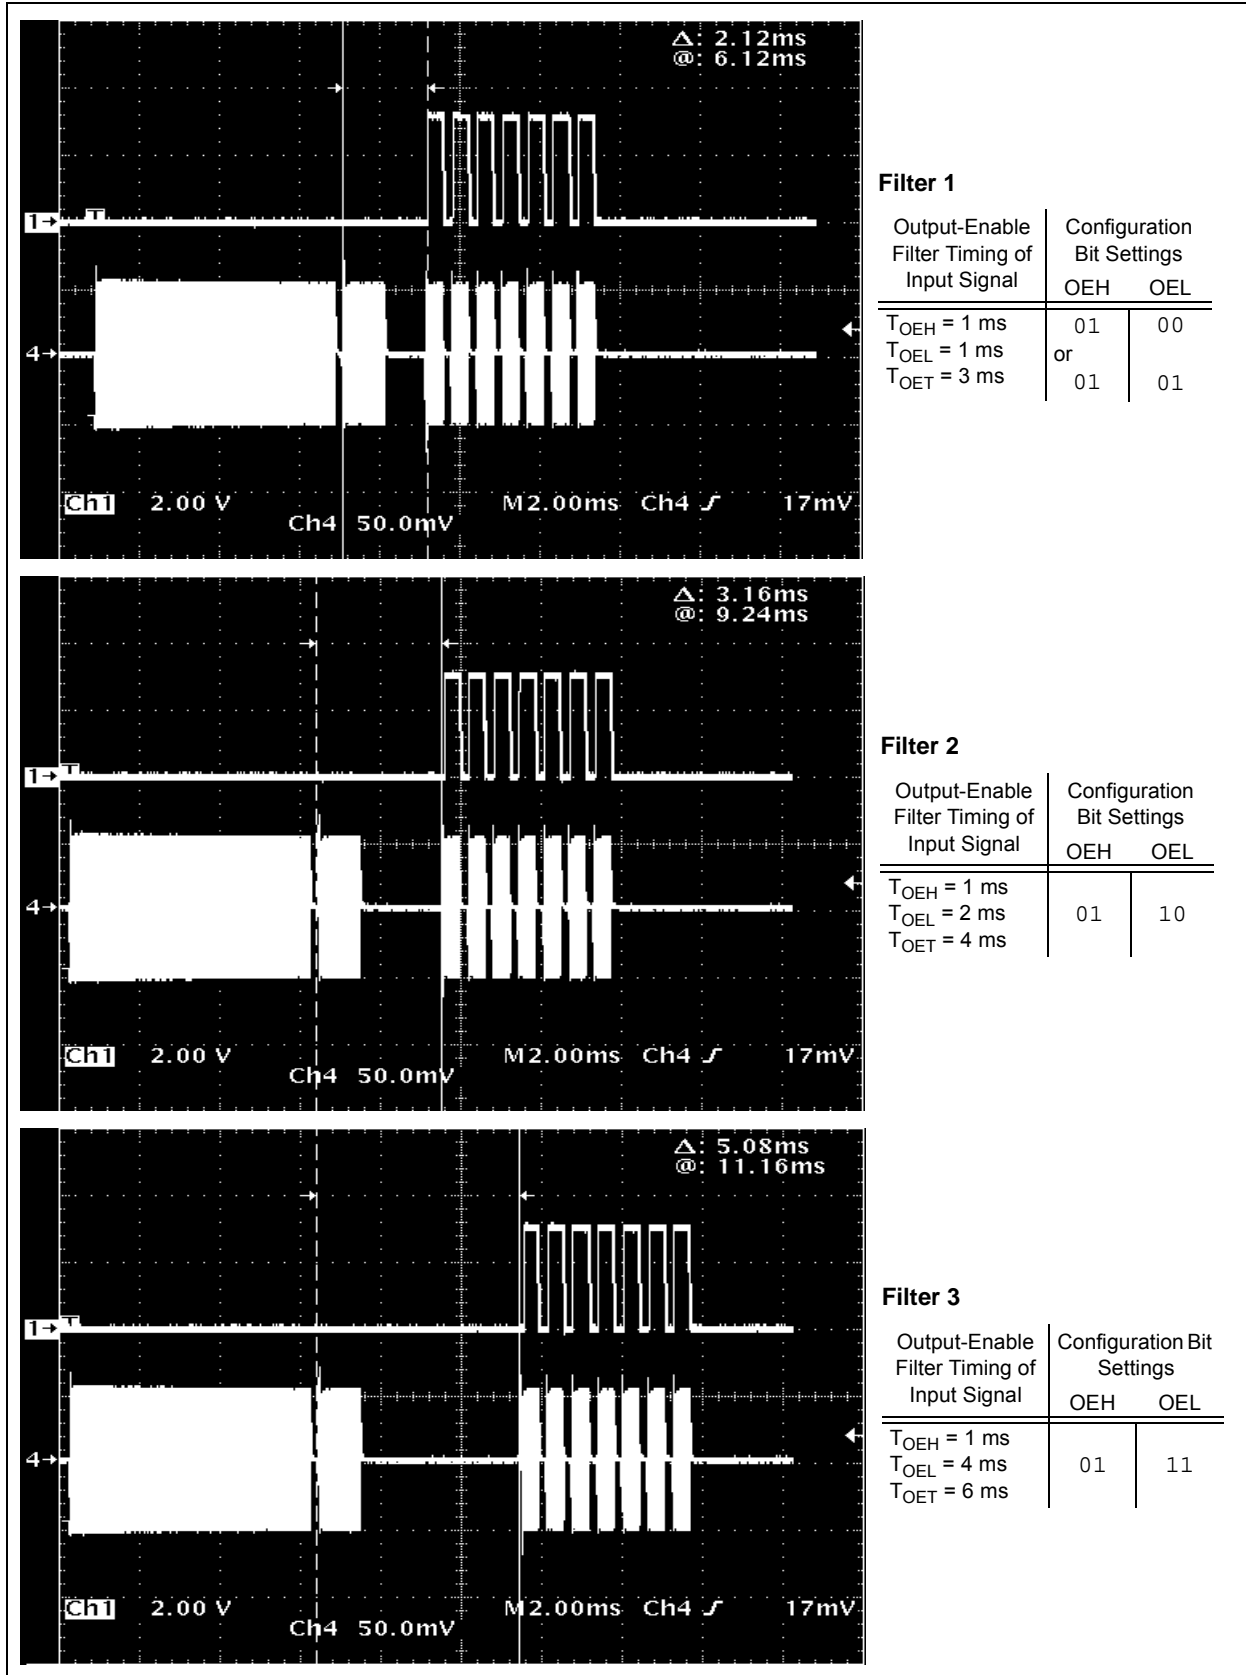 Δ: 2.12ms
@: 6.12ms
1→
T
4→
Ch1 2.00 V
Ch4 50.0mV
M2.00ms Ch4 17mV
Filter 1
Output-Enable
Filter Timing of
Input Signal
Configuration
Bit Settings
OEH OEL
TOEH = 1 ms
TOEL = 1 ms
TOET = 3 ms
01 00
or
01 01
Δ: 3.16ms
@: 9.24ms
1→
T
4→
Ch1 2.00 V
Ch4 50.0mV
M2.00ms Ch4 17mV
Filter 2
Output-Enable
Filter Timing of
Input Signal
Configuration
Bit Settings
OEH OEL
TOEH = 1 ms
TOEL = 2 ms
TOET = 4 ms
01 10
Δ: 5.08ms
@: 11.16ms
1→
T
4→
Ch1 2.00 V
Ch4 50.0mV
M2.00ms Ch4 17mV
Filter 3
Output-Enable
Filter Timing of
Input Signal
Configuration Bit
Settings
OEH OEL
TOEH = 1 ms
TOEL = 4 ms
TOET = 6 ms
01 11